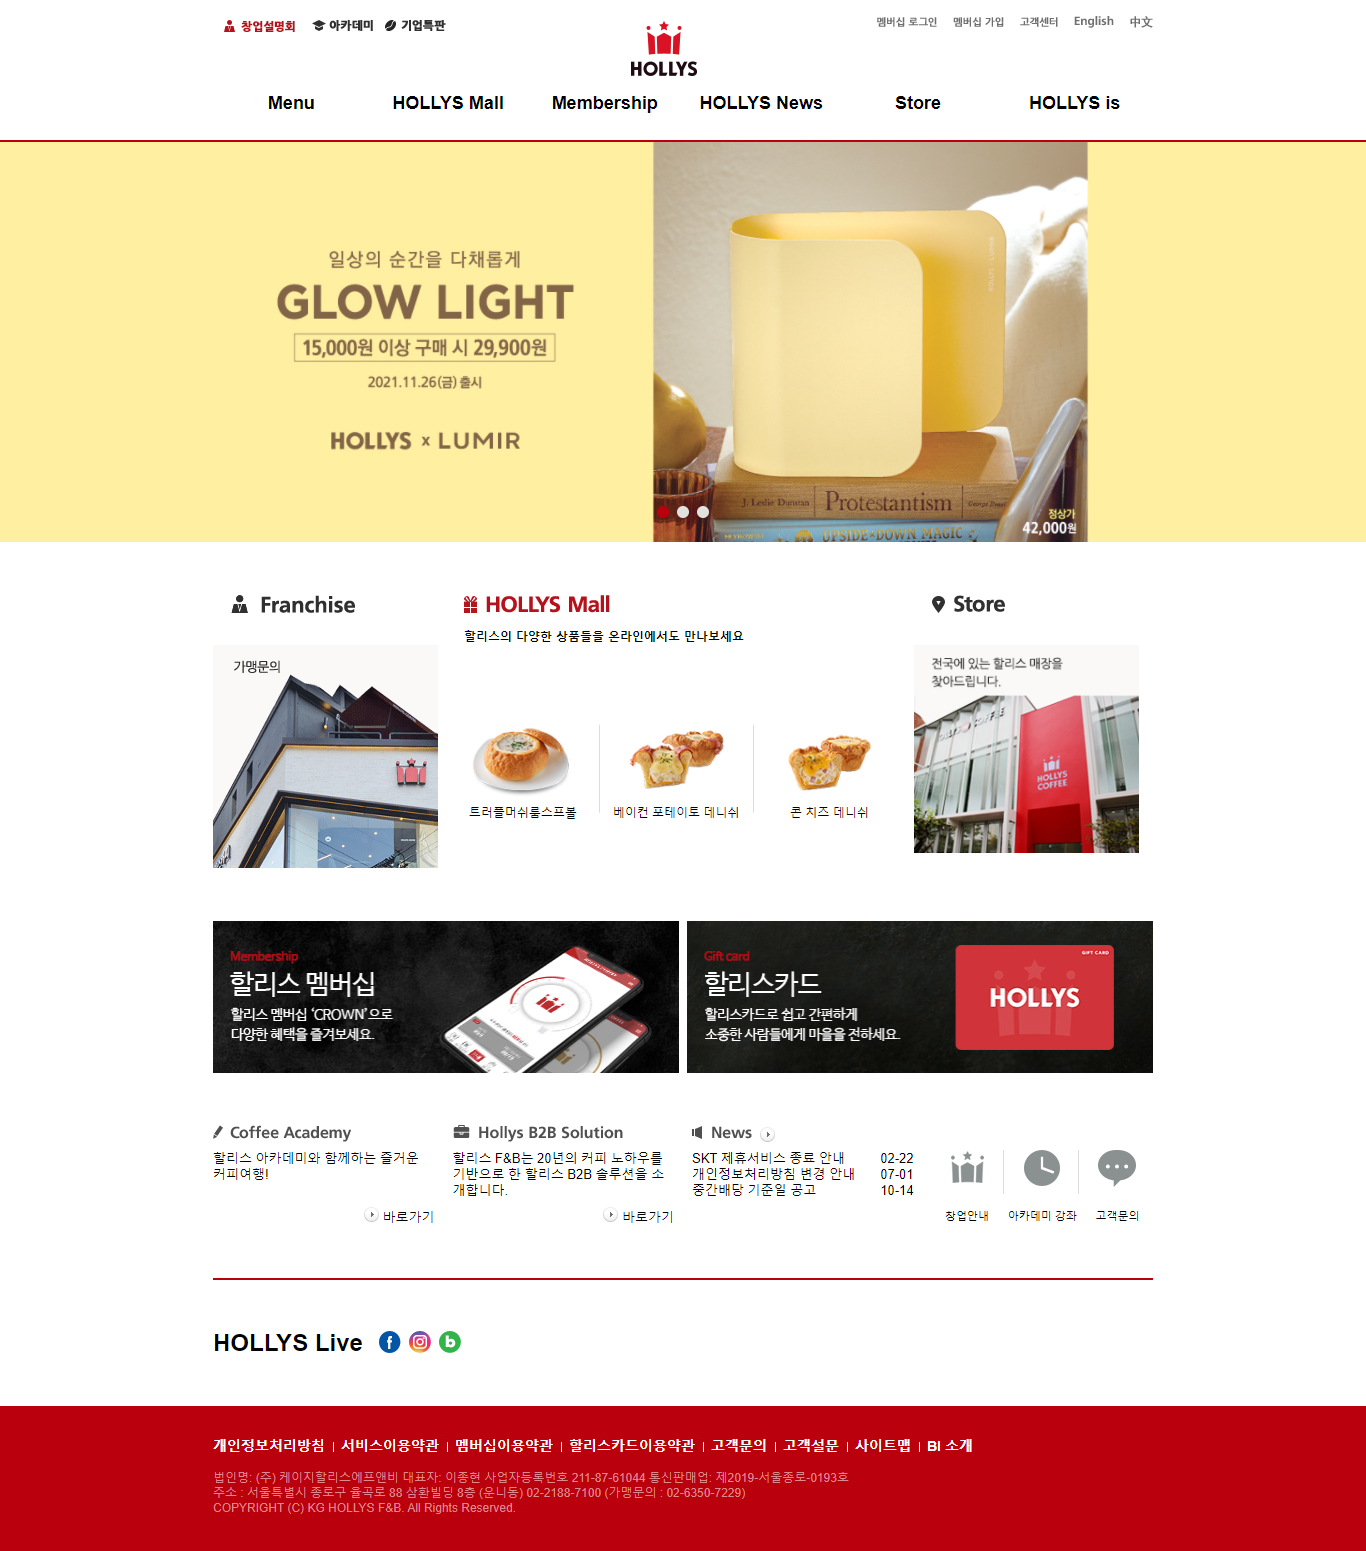 창업설명회 아카데미 기업특판
멤버십 로그인 멤버십 가입 고객센터 English 中文
HOLLYS
Menu HOLLYS Mall Membership HOLLYS News Store HOLLYS is
일상의 순간을 다채롭게
GLOW LIGHT
15,000원 이상 구매 시 29,900원
2021.11.26(금) 출시
HOLLYS x LUMIR
J. Leslie Dunstan Protestantism
UPSIDE×DOWN MAGIC
정상가
42,000원
Franchise
HOLLYS Mall
Store
할리스의 다양한 상품들을 온라인에서도 만나보세요
가맹문의
전국에 있는 할리스 매장을
찾아드립니다.
HOLLYS
COFFEE
트러플머쉬룸스프볼
베이컨 포테이토 데니쉬
콘 치즈 데니쉬
Membership
할리스 멤버십
할리스 멤버십 ‘CROWN’으로
다양한 혜택을 즐겨보세요.
Gift card
할리스카드
할리스카드로 쉽고 간편하게
소중한 사람들에게 마음을 전하세요.
GIFT CARD
HOLLYS
Coffee Academy
할리스 아카데미와 함께하는 즐거운
커피여행!
바로가기
Hollys B2B Solution
할리스 F&B는 20년의 커피 노하우를
기반으로 한 할리스 B2B 솔루션을 소
개합니다.
바로가기
News
SKT 제휴서비스 종료 안내 02-22
개인정보처리방침 변경 안내 07-01
중간배당 기준일 공고 10-14
창업안내 아카데미 강좌 고객문의
HOLLYS Live
개인정보처리방침 | 서비스이용약관 | 멤버십이용약관 | 할리스카드이용약관 | 고객문의 | 고객설문 | 사이트맵 | BI 소개
법인명: (주) 케이지할리스에프앤비 대표자: 이종현 사업자등록번호 211-87-61044 통신판매업: 제2019-서울종로-0193호
주소 : 서울특별시 종로구 율곡로 88 삼환빌딩 8층 (운니동) 02-2188-7100 (가맹문의 : 02-6350-7229)
COPYRIGHT (C) KG HOLLYS F&B. All Rights Reserved.